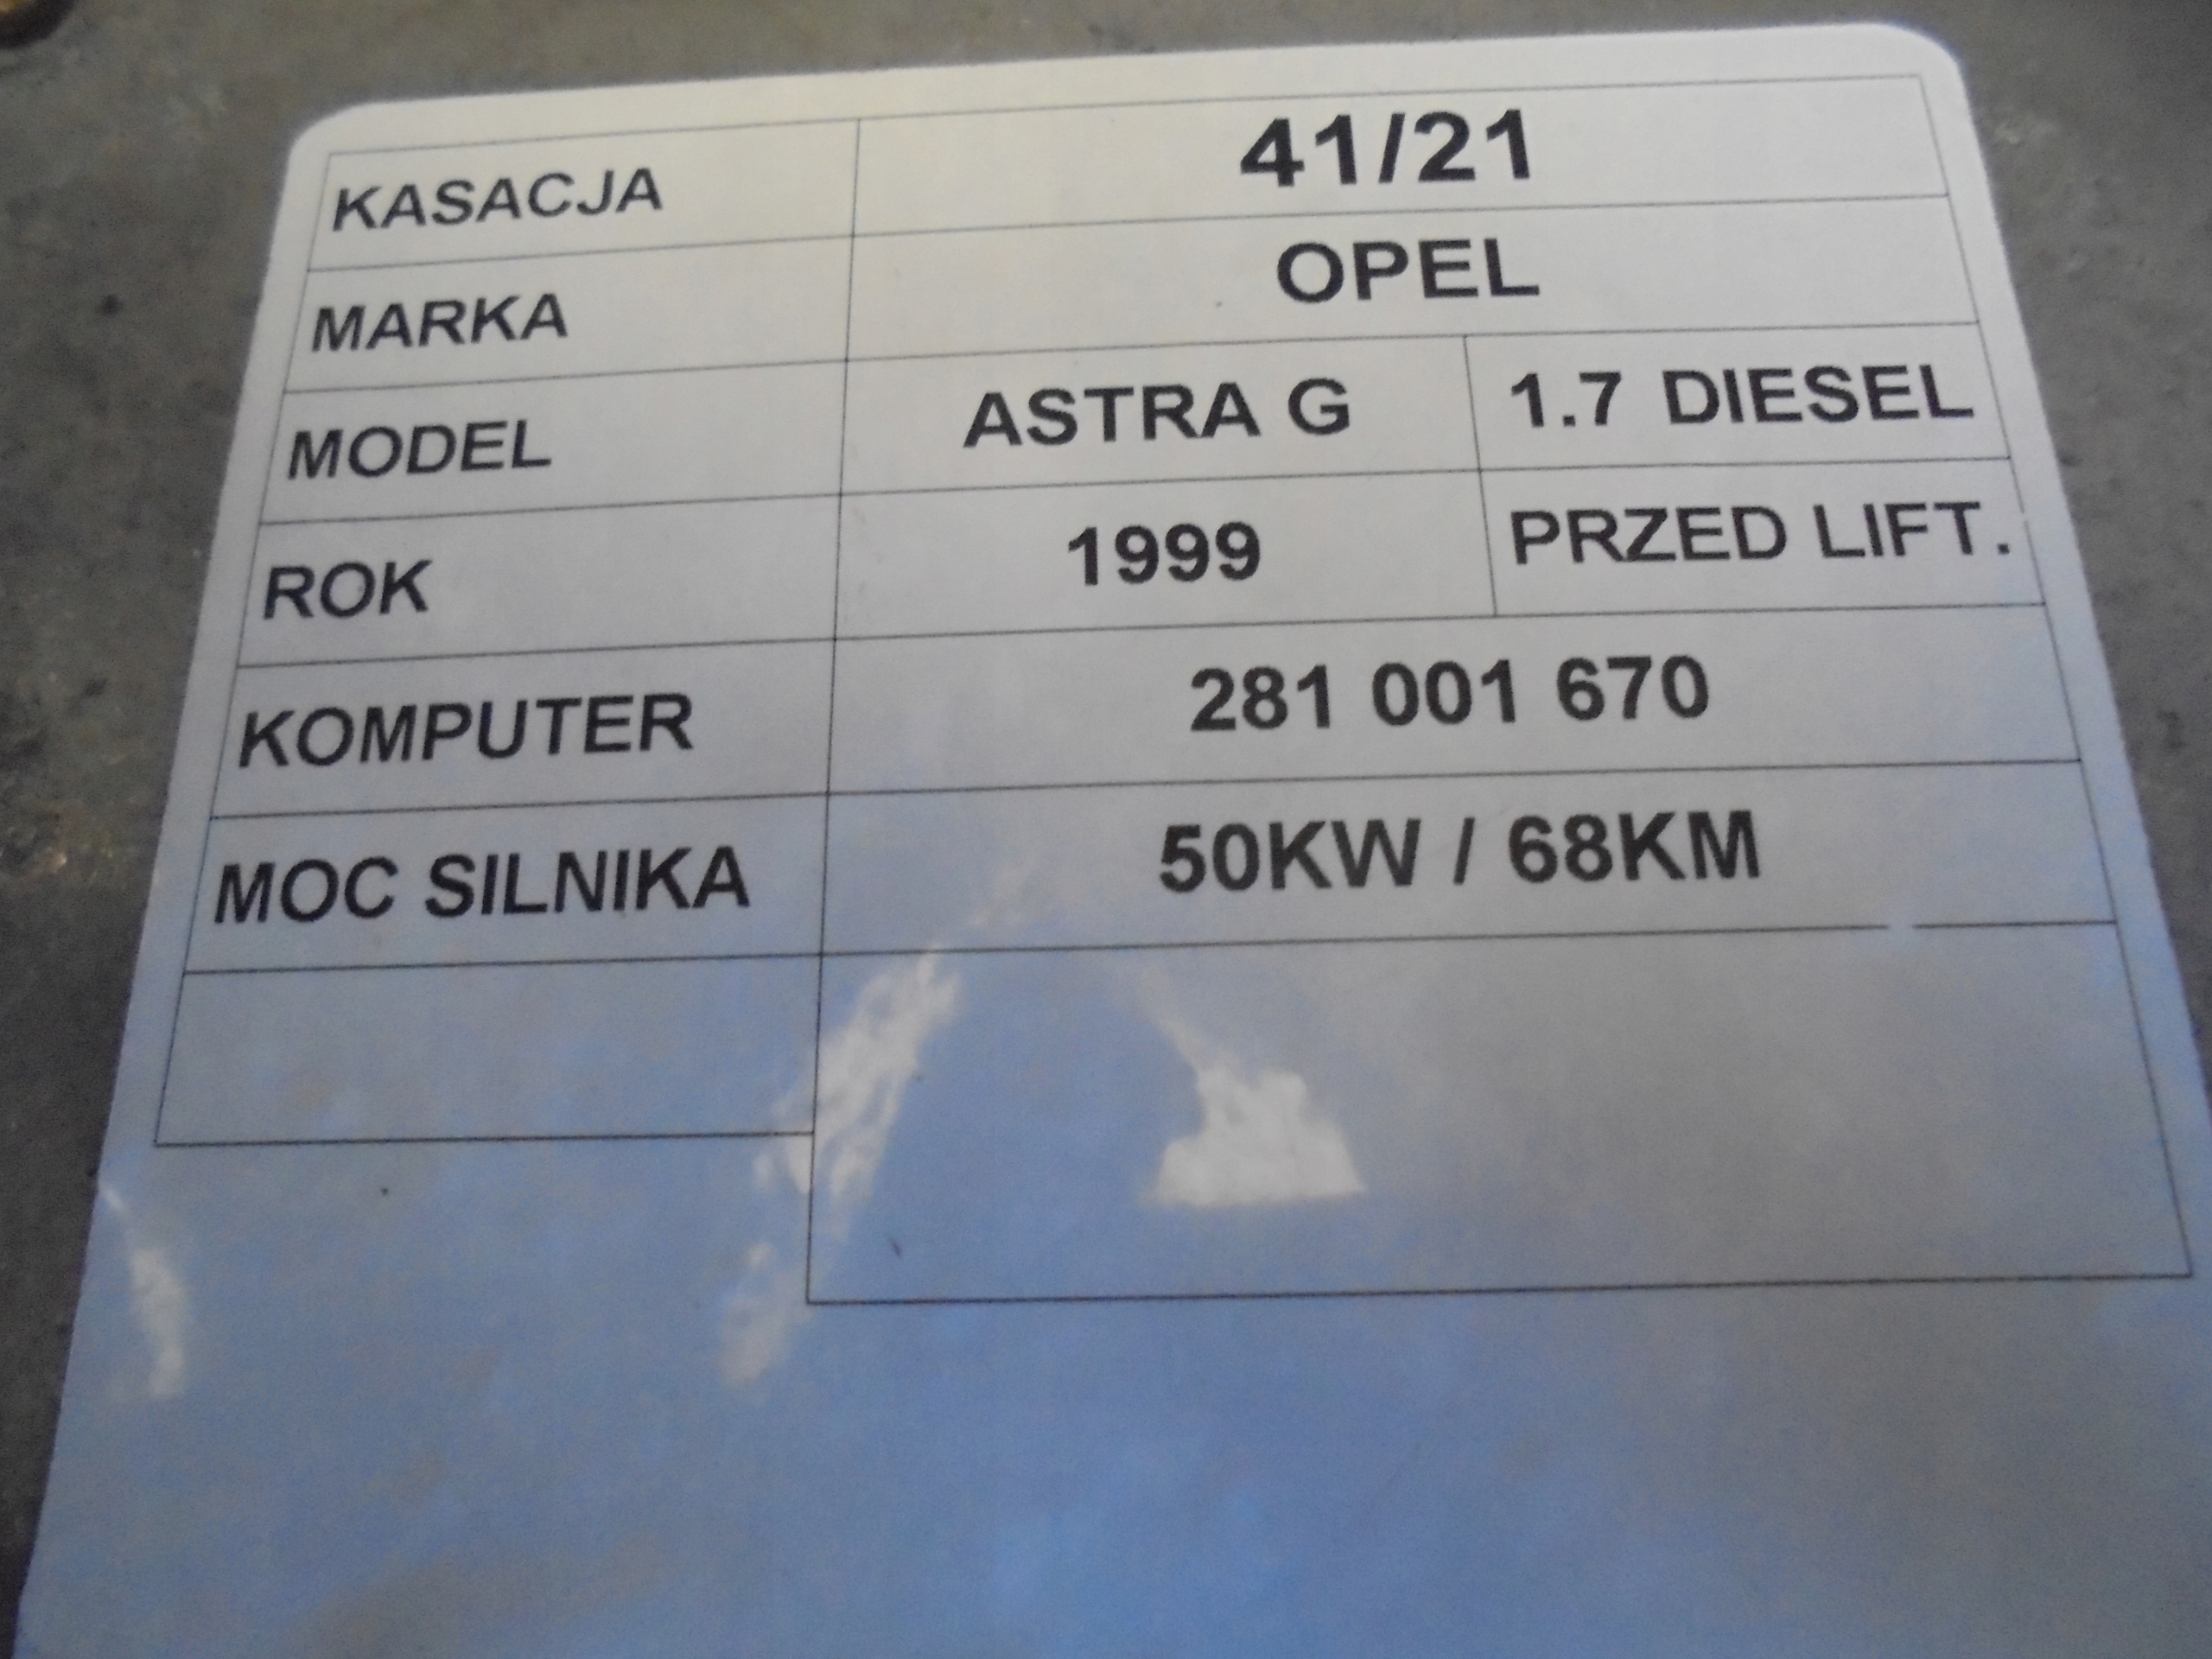 KASACJA 41/21
MARKA OPEL
MODEL ASTRA G 1.7 DIESEL
ROK 1999 PRZED LIFT.
KOMPUTER 281 001 670
MOC SILNIKA 50KW / 68KM